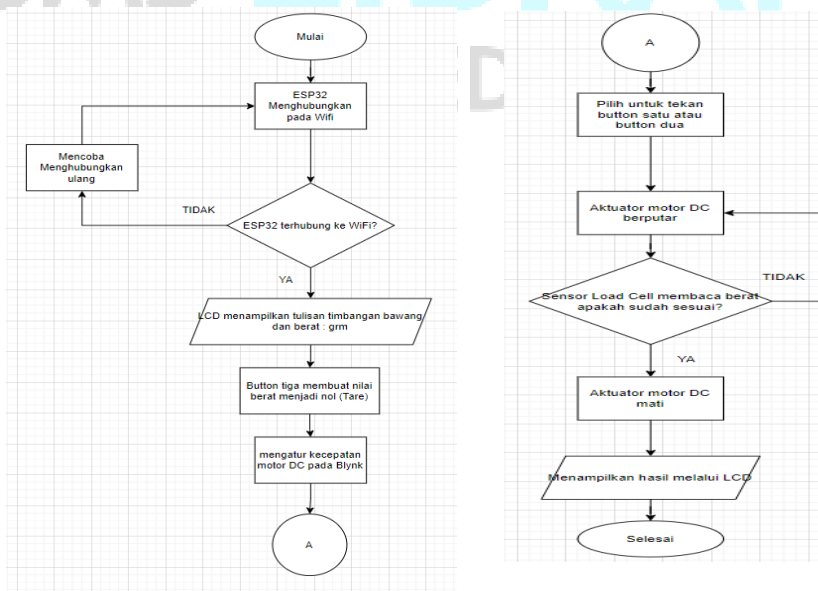 Mulai
ESP32
Menghubungkan
pada Wifi
Mencoba
Menghubungkan
ulang
TIDAK
ESP32 terhubung ke WiFi?
YA
LCD menampilkan tulisan timbangan bawang
dan berat : grm
Button tiga membuat nilai
berat menjadi nol (Tare)
mengatur kecepatan
motor DC pada Blynk
A
A
Pilih untuk tekan
button satu atau
button dua
Aktuator motor DC
berputar
TIDAK
Sensor Load Cell membaca berat
apakah sudah sesuai?
YA
Aktuator motor DC
mati
Menampilkan hasil melalui LCD
Selesai